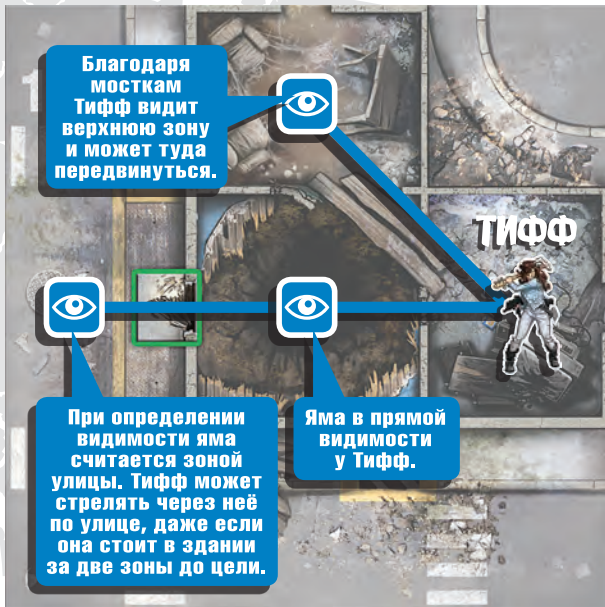 Благодаря
мосткам
Тифф видит
верхнюю зону
и может туда
передвинуться.
ТИФФ
При определении
видимости яма
считается зоной
улицы. Тифф может
стрелять через неё
по улице, даже если
она стоит в здании
за две зоны до цели.
Яма в прямой
видимости
у Тифф.